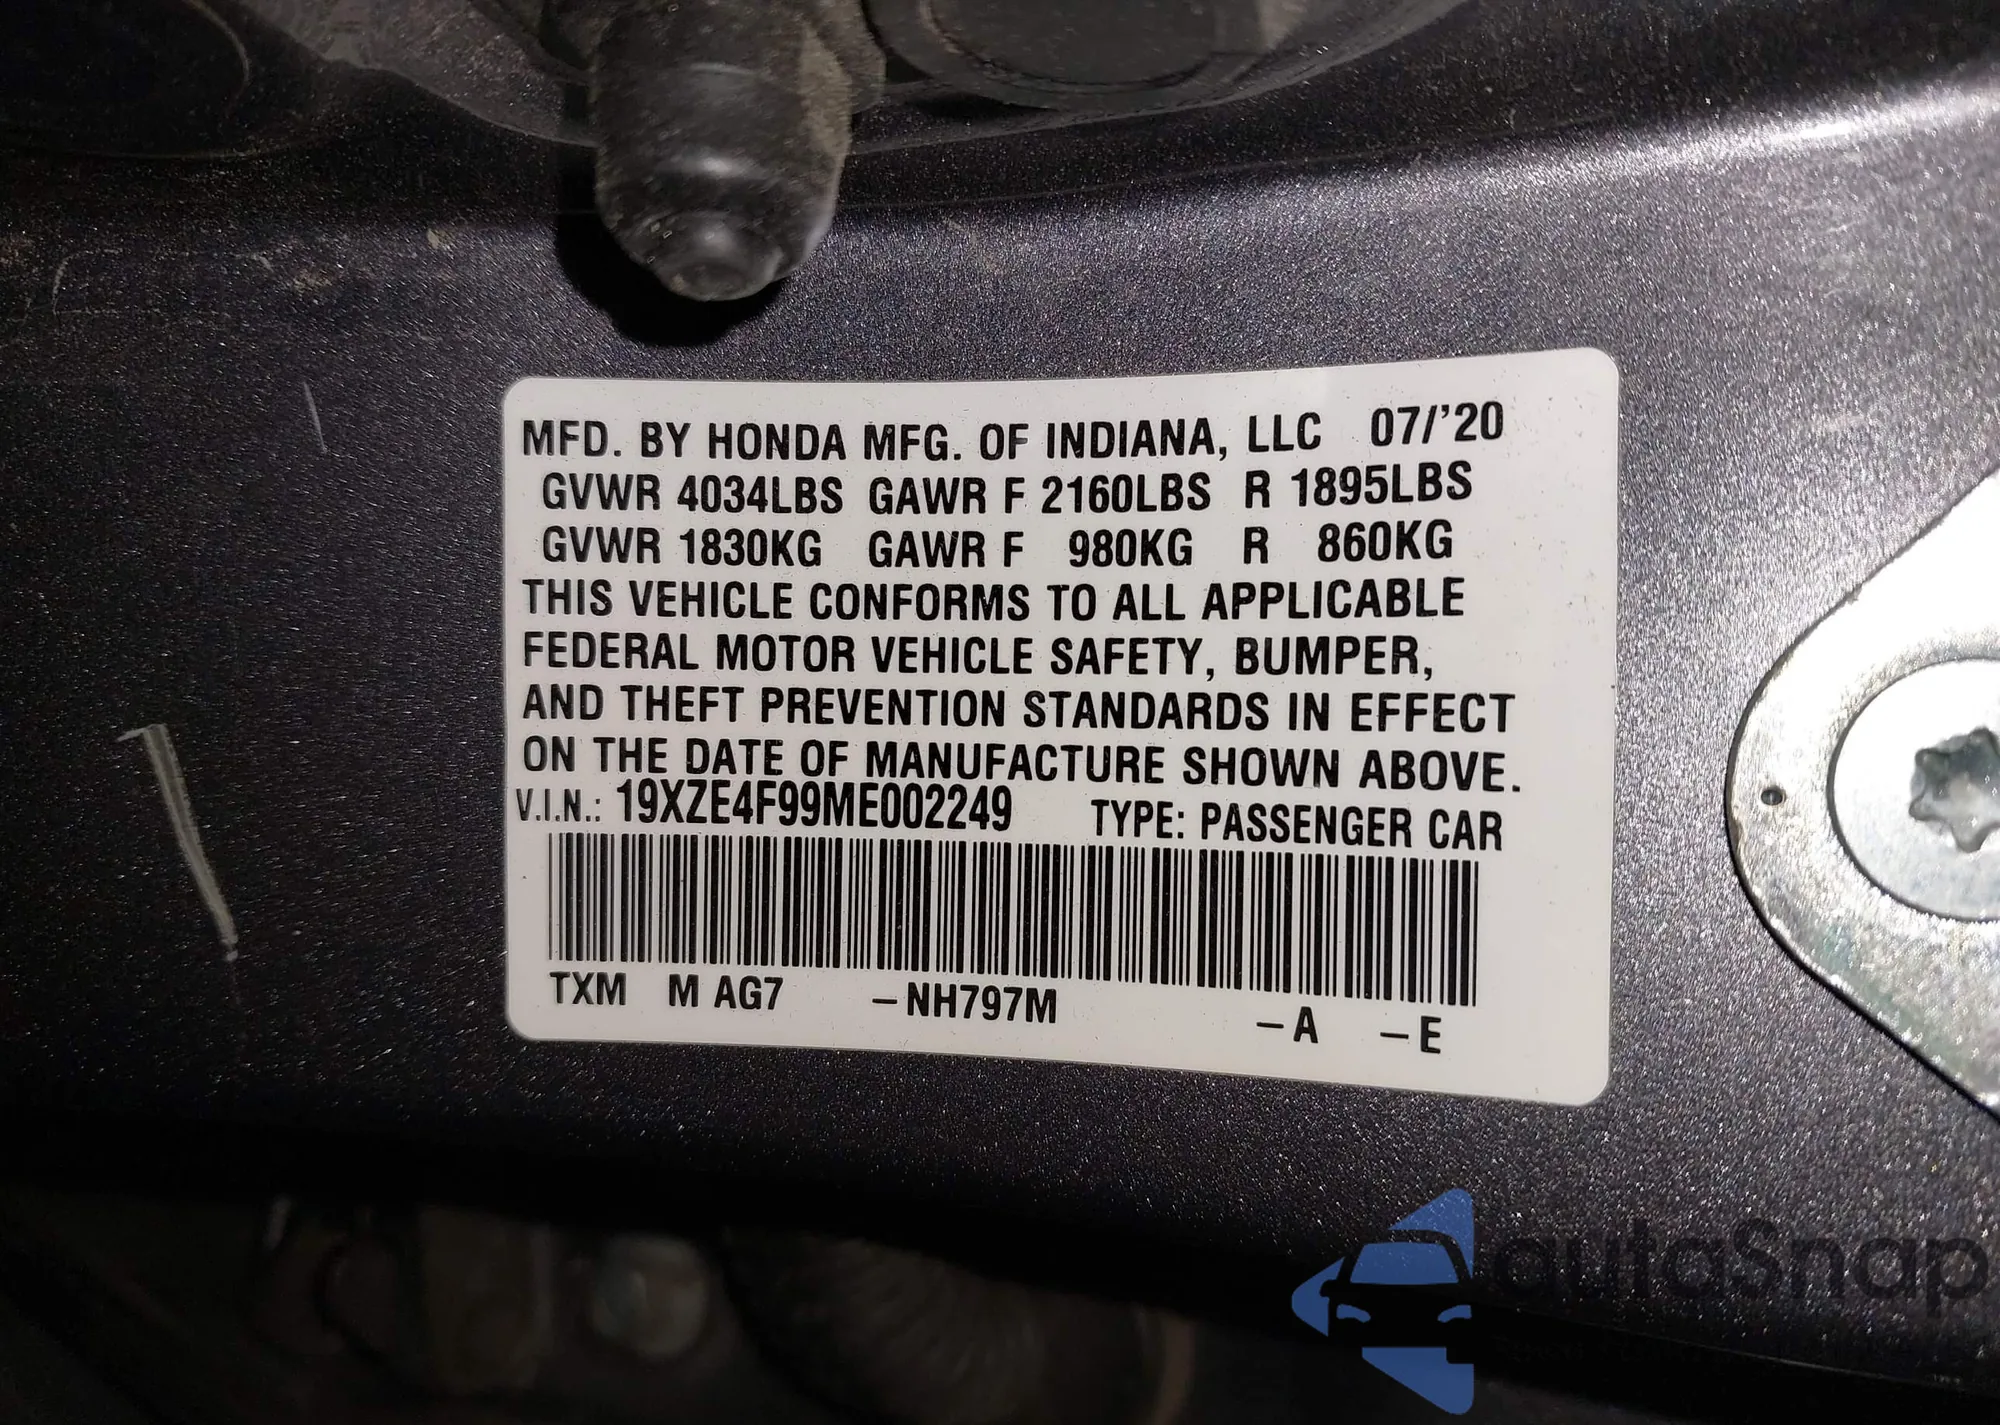 MFD. BY HONDA MFG. OF INDIANA, LLC 07/'20
GVWR 4034LBS GAWR F 2160LBS R 1895LBS
GVWR 1830KG GAWR F 980KG R 860KG
THIS VEHICLE CONFORMS TO ALL APPLICABLE
FEDERAL MOTOR VEHICLE SAFETY, BUMPER,
AND THEFT PREVENTION STANDARDS IN EFFECT
ON THE DATE OF MANUFACTURE SHOWN ABOVE.
V.I.N.: 19XZE4F99ME002249 TYPE: PASSENGER CAR
TXM M AG7 –NH797M –A –E
autaSnap